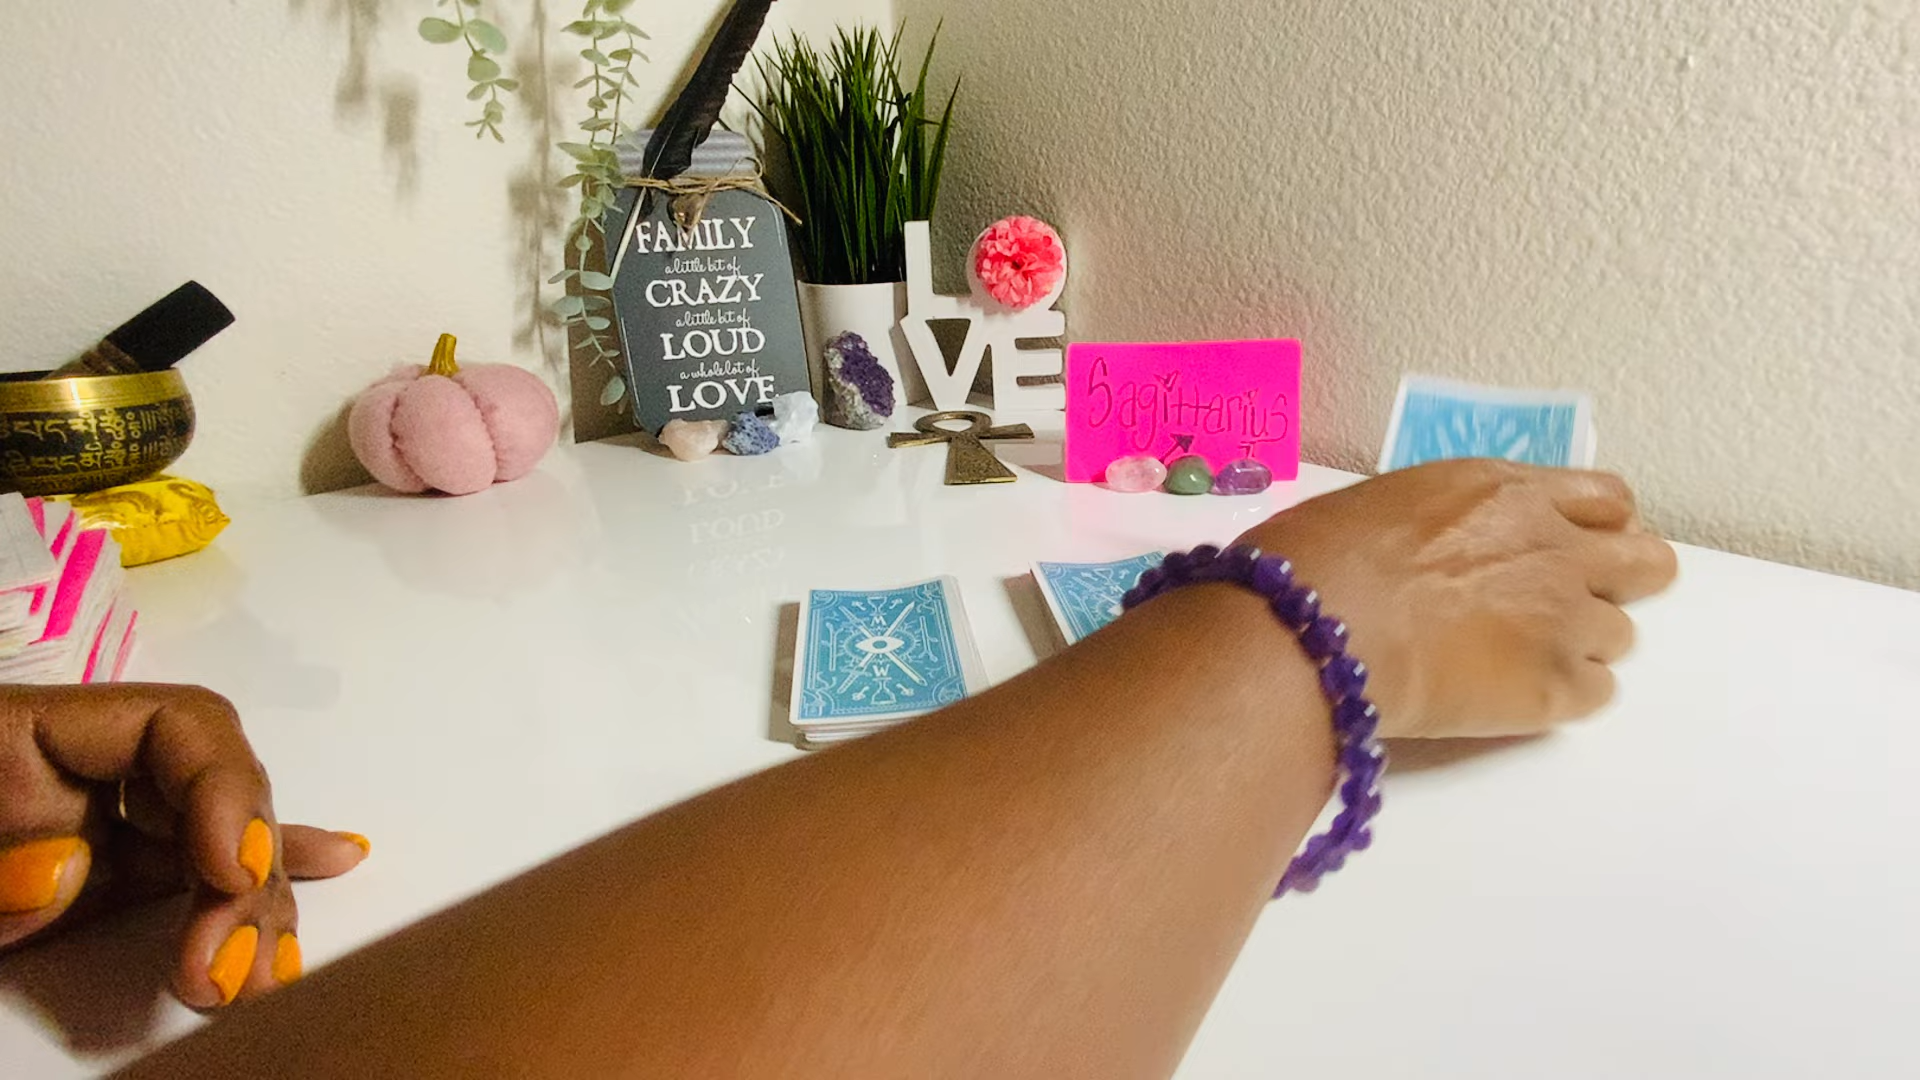 FAMILY
a little bit of
CRAZY
a little bit of
LOUD
a whole lot of
LOVE
LOVE
Sagittarius
W
W